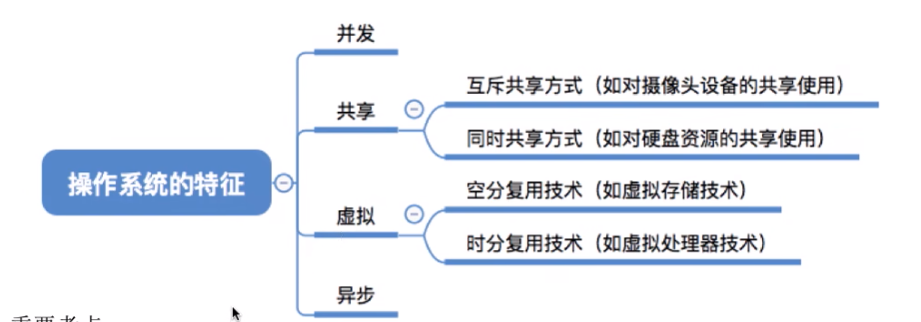 操作系统的特征
并发
共享
互斥共享方式（如对摄像头设备的共享使用）
同时共享方式（如对硬盘资源的共享使用）
虚拟
空分复用技术（如虚拟存储技术）
时分复用技术（如虚拟处理器技术）
异步